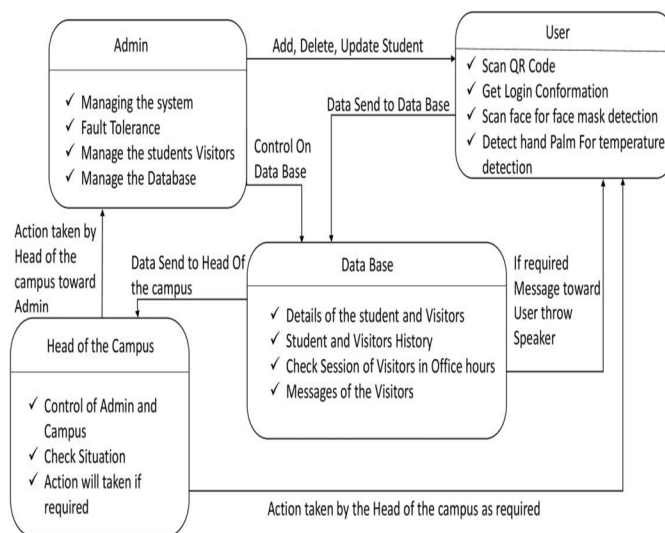 Admin
✓ Managing the system
✓ Fault Tolerance
✓ Manage the students Visitors
✓ Manage the Database
Add, Delete, Update Student
User
✓ Scan QR Code
✓ Get Login Conformation
✓ Scan face for face mask detection
✓ Detect hand Palm For temperature
detection
Data Send to Data Base
Control On
Data Base
Action taken by
Head of the
campus toward
Admin
Data Send to Head Of
the campus
Data Base
✓ Details of the student and Visitors
✓ Student and Visitors History
✓ Check Session of Visitors in Office hours
✓ Messages of the Visitors
If required
Message toward
User throw
Speaker
Head of the Campus
✓ Control of Admin and
Campus
✓ Check Situation
✓ Action will taken if
required
Action taken by the Head of the campus as required